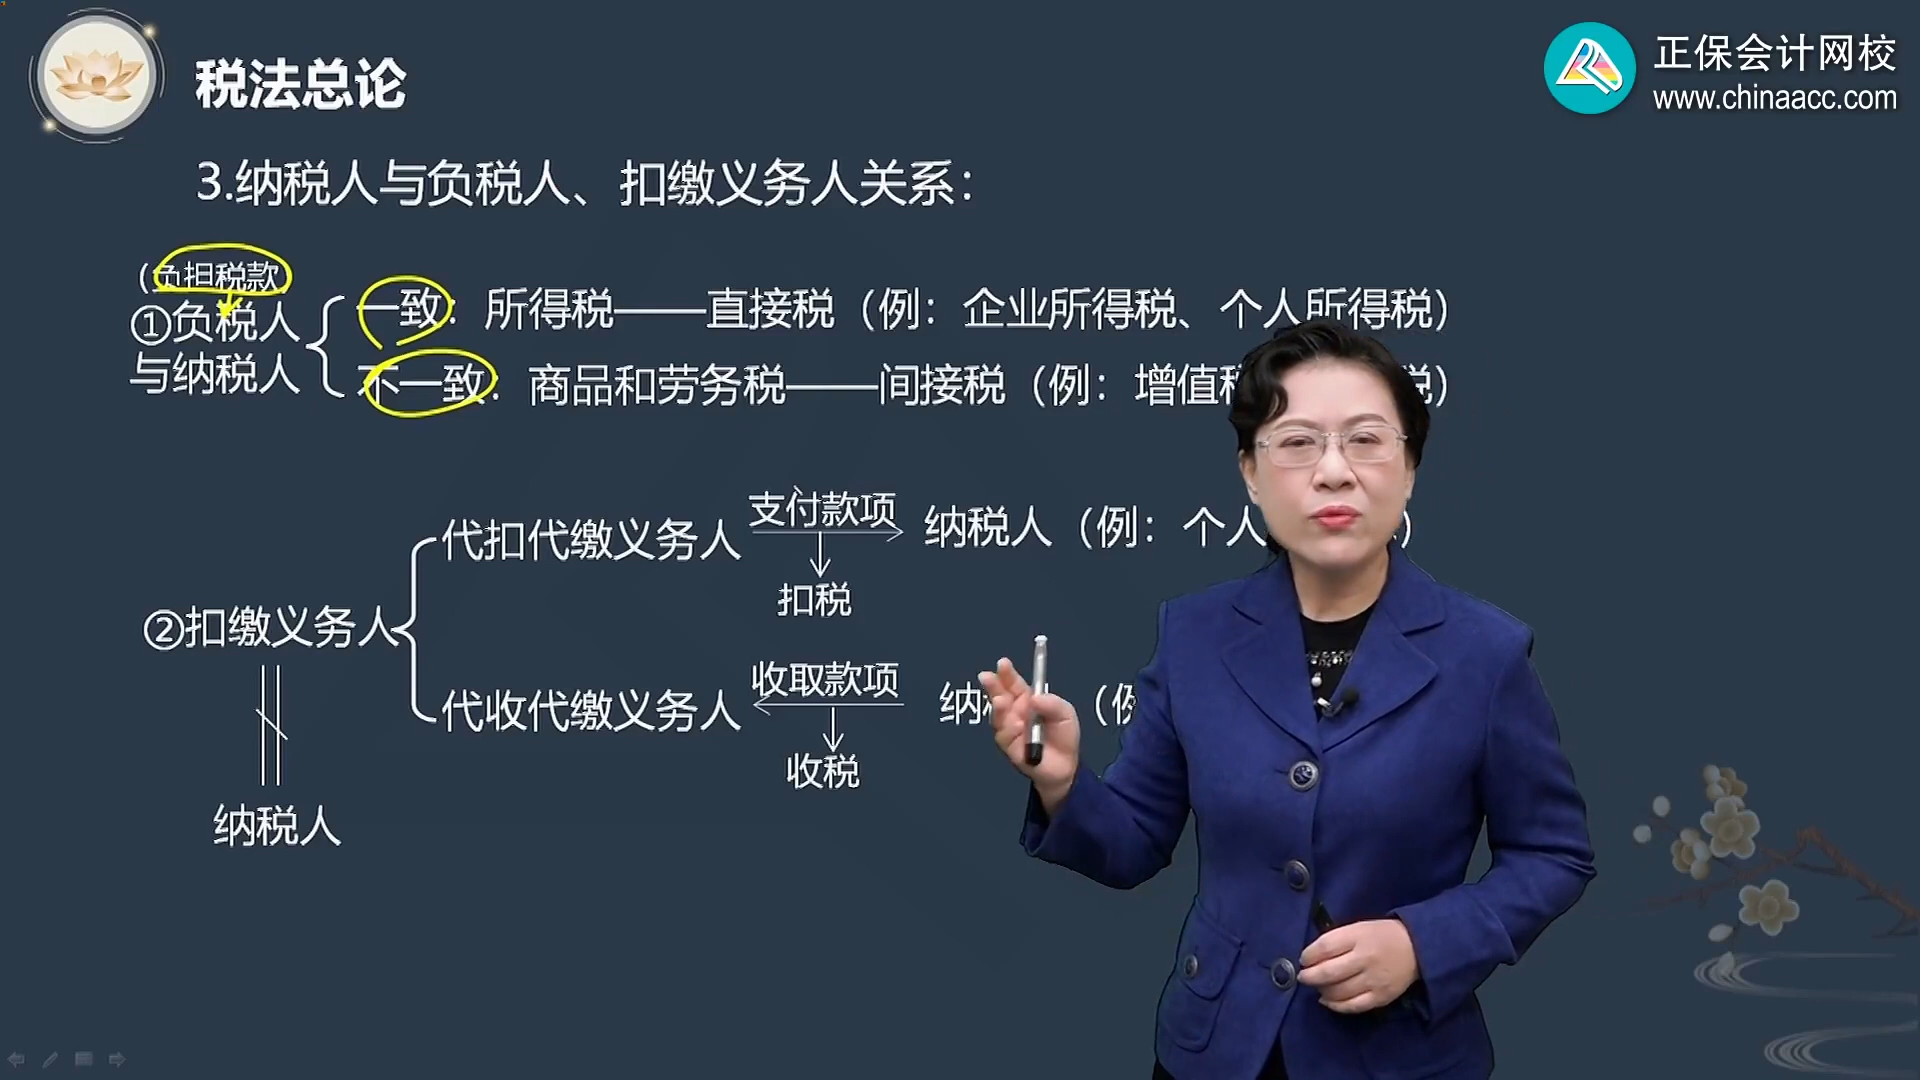 税法总论
正保会计网校
www.chinaacc.com
3.纳税人与负税人、扣缴义务人关系：
(负担税款)
①负税人
与纳税人
一致：所得税——直接税（例：企业所得税、个人所得税）
不一致：商品和劳务税——间接税（例：增值税
）
支付款项
代扣代缴义务人
纳税人（例：个人
）
扣税
②扣缴义务人
收取款项
代收代缴义务人
（例
收税
纳税人